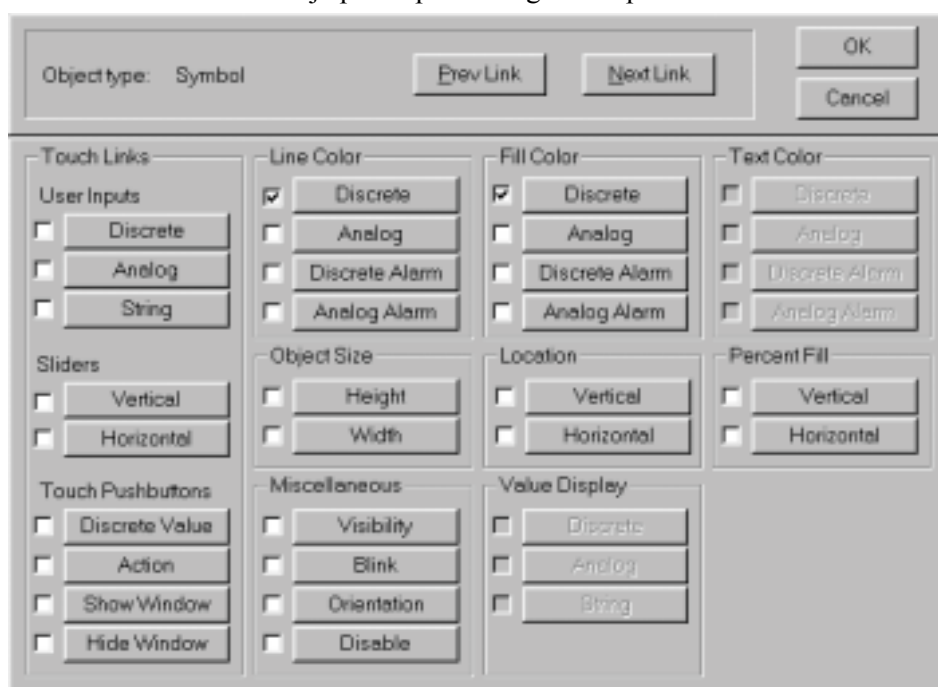 Object type: Symbol
Prev Link
Next Link
OK
Cancel
Touch Links
User Inputs
Discrete
Analog
String
Sliders
Vertical
Horizontal
Touch Pushbuttons
Discrete Value
Action
Show Window
Hide Window
Line Color
Discrete
Analog
Discrete Alarm
Analog Alarm
Object Size
Height
Width
Miscellaneous
Visibility
Blink
Orientation
Disable
Fill Color
Discrete
Analog
Discrete Alarm
Analog Alarm
Location
Vertical
Horizontal
Value Display
Discrete
Analog
String
Text Color
Discrete
Analog
Discrete Alarm
Analog Alarm
Percent Fill
Vertical
Horizontal